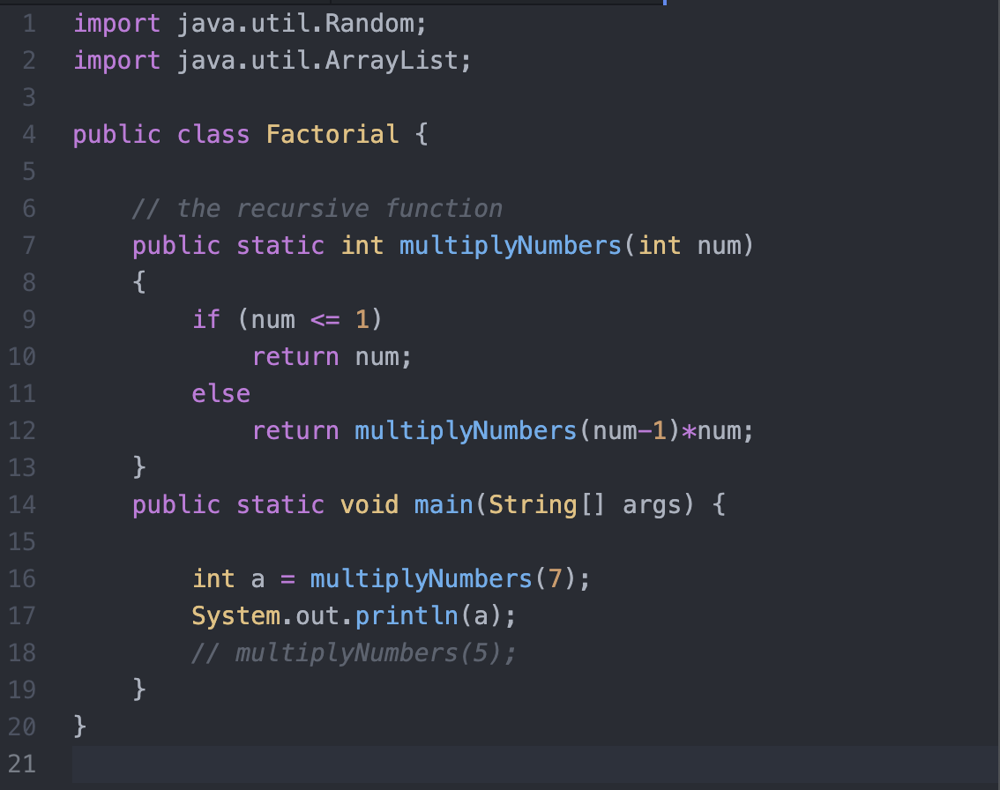 1 import java.util.Random;
2 import java.util.ArrayList;
3
4 public class Factorial {
5
6     // the recursive function
7     public static int multiplyNumbers(int num)
8     {
9         if (num <= 1)
10             return num;
11         else
12             return multiplyNumbers(num-1)*num;
13     }
14     public static void main(String[] args) {
15
16         int a = multiplyNumbers(7);
17         System.out.println(a);
18         // multiplyNumbers(5);
19     }
20 }
21